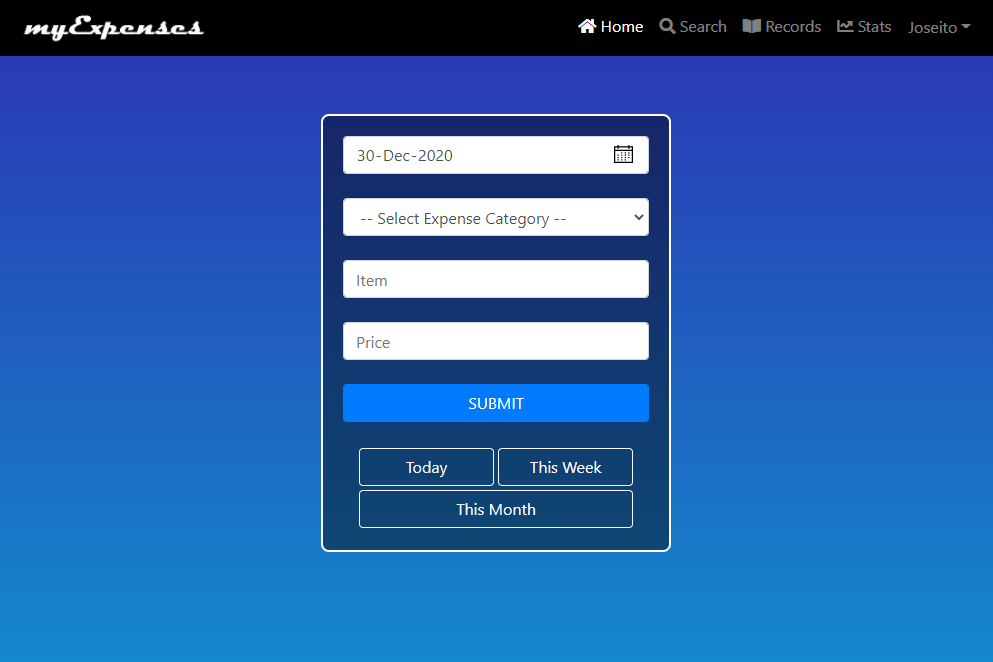 myExpenses Home Search Records Stats Joseito
30-Dec-2020
-- Select Expense Category --
Item
Price
SUBMIT
Today This Week
This Month